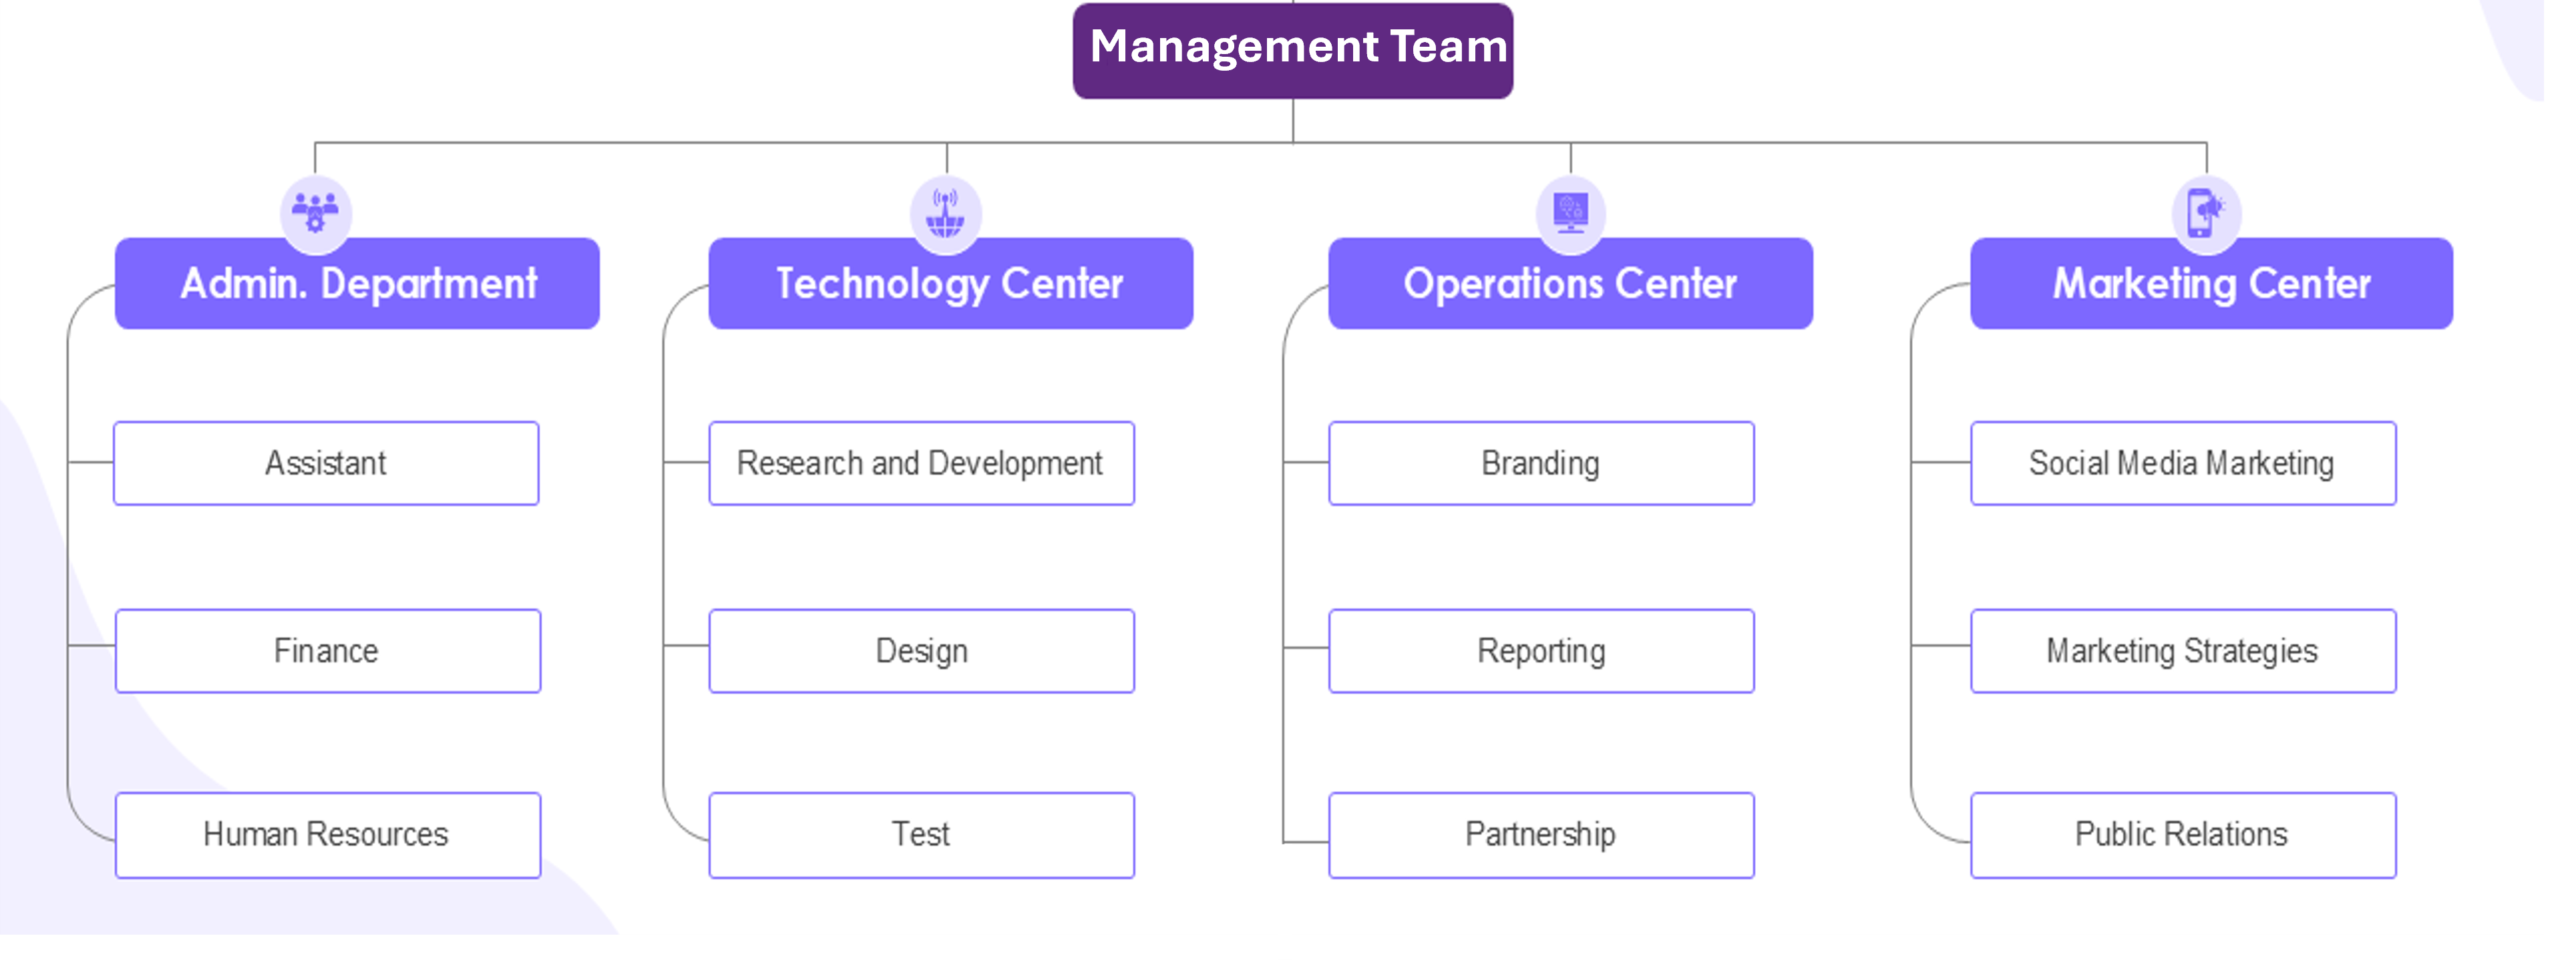 Management Team
Admin. Department
Technology Center
Operations Center
Marketing Center
Assistant
Research and Development
Branding
Social Media Marketing
Finance
Design
Reporting
Marketing Strategies
Human Resources
Test
Partnership
Public Relations